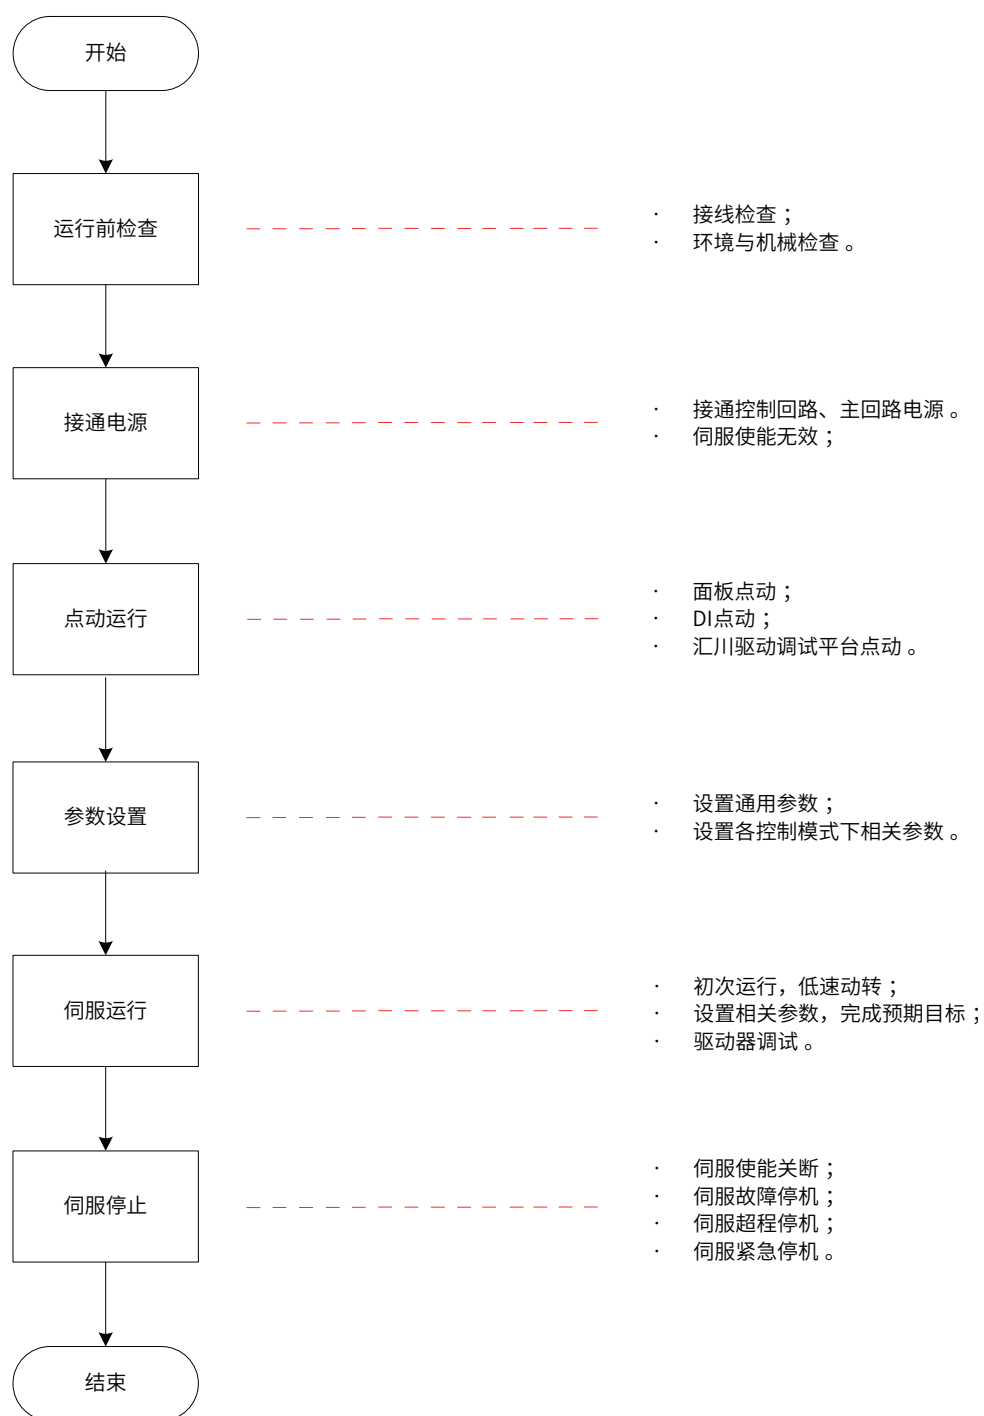 开始
运行前检查
· 接线检查；
· 环境与机械检查。
接通电源
· 接通控制回路、主回路电源。
· 伺服使能无效；
点动运行
· 面板点动；
· DI点动；
· 汇川驱动调试平台点动。
参数设置
· 设置通用参数；
· 设置各控制模式下相关参数。
伺服运行
· 初次运行，低速动转；
· 设置相关参数，完成预期目标；
· 驱动器调试。
伺服停止
· 伺服使能关断；
· 伺服故障停机；
· 伺服超程停机；
· 伺服紧急停机。
结束